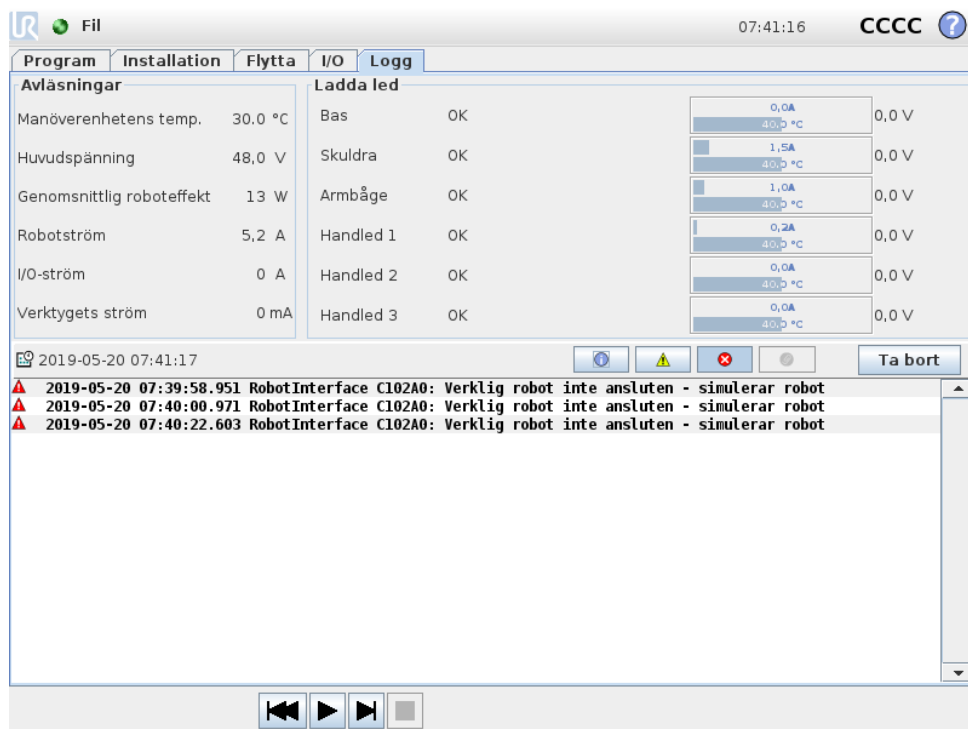 UR Fil 07:41:16 CCCC ?
Program Installation Flytta I/O Logg
Avläsningar
Manöverenhetens temp. 30.0 °C
Huvudspänning 48,0 V
Genomsnittlig roboteffekt 13 W
Robotström 5,2 A
I/O-ström 0 A
Verktygets ström 0 mA
Ladda led
Bas OK 0,0A 40,0 °C 0,0 V
Skuldra OK 1,5A 40,0 °C 0,0 V
Armbåge OK 1,0A 40,0 °C 0,0 V
Handled 1 OK 0,2A 40,0 °C 0,0 V
Handled 2 OK 0,0A 40,0 °C 0,0 V
Handled 3 OK 0,0A 40,0 °C 0,0 V
2019-05-20 07:41:17 Ta bort
2019-05-20 07:39:58.951 RobotInterface C102A0: Verklig robot inte ansluten - simulerar robot
2019-05-20 07:40:00.971 RobotInterface C102A0: Verklig robot inte ansluten - simulerar robot
2019-05-20 07:40:22.603 RobotInterface C102A0: Verklig robot inte ansluten - simulerar robot